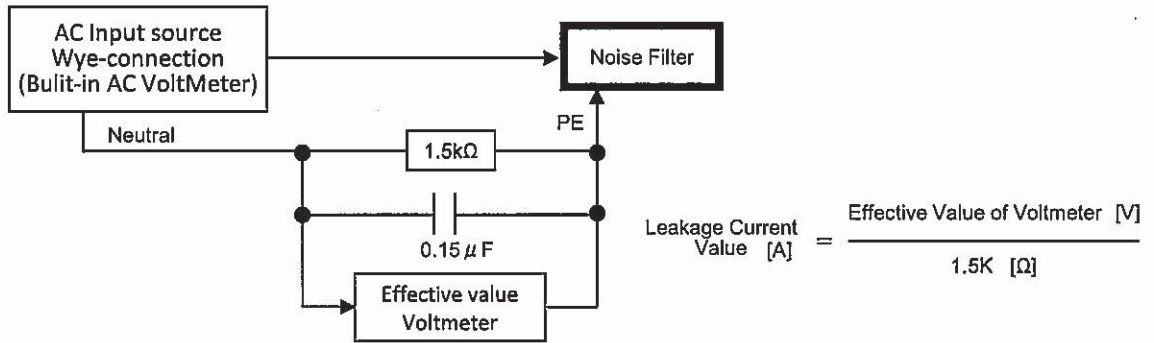 AC Input source
Wye-connection
(Bulit-in AC VoltMeter)
Noise Filter
PE
Neutral
1.5kΩ
0.15 μ F
Effective value
Voltmeter
Leakage Current
Value [A]
=
Effective Value of Voltmeter [V]
1.5K [Ω]